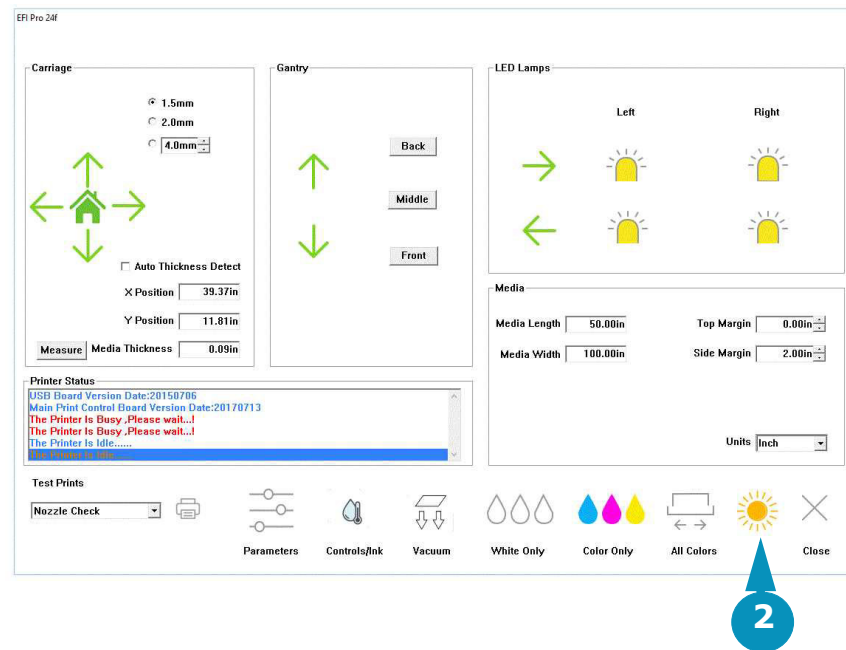 EFI Pro 24f
Carriage
1.5mm
2.0mm
4.0mm
Auto Thickness Detect
X Position 39.37in
Y Position 11.81in
Measure Media Thickness 0.09in
Gantry
Back
Middle
Front
LED Lamps
Left Right
Media
Media Length 50.00in Top Margin 0.00in
Media Width 100.00in Side Margin 2.00in
Units Inch
Printer Status
USB Board Version Date:20150706
Main Print Control Board Version Date:20170713
The Printer Is Busy ,Please wait...!
The Printer Is Busy ,Please wait...!
The Printer Is Idle......
The Printer Is Idle......
Test Prints
Nozzle Check
Parameters Controls/Ink Vacuum White Only Color Only All Colors Close
2